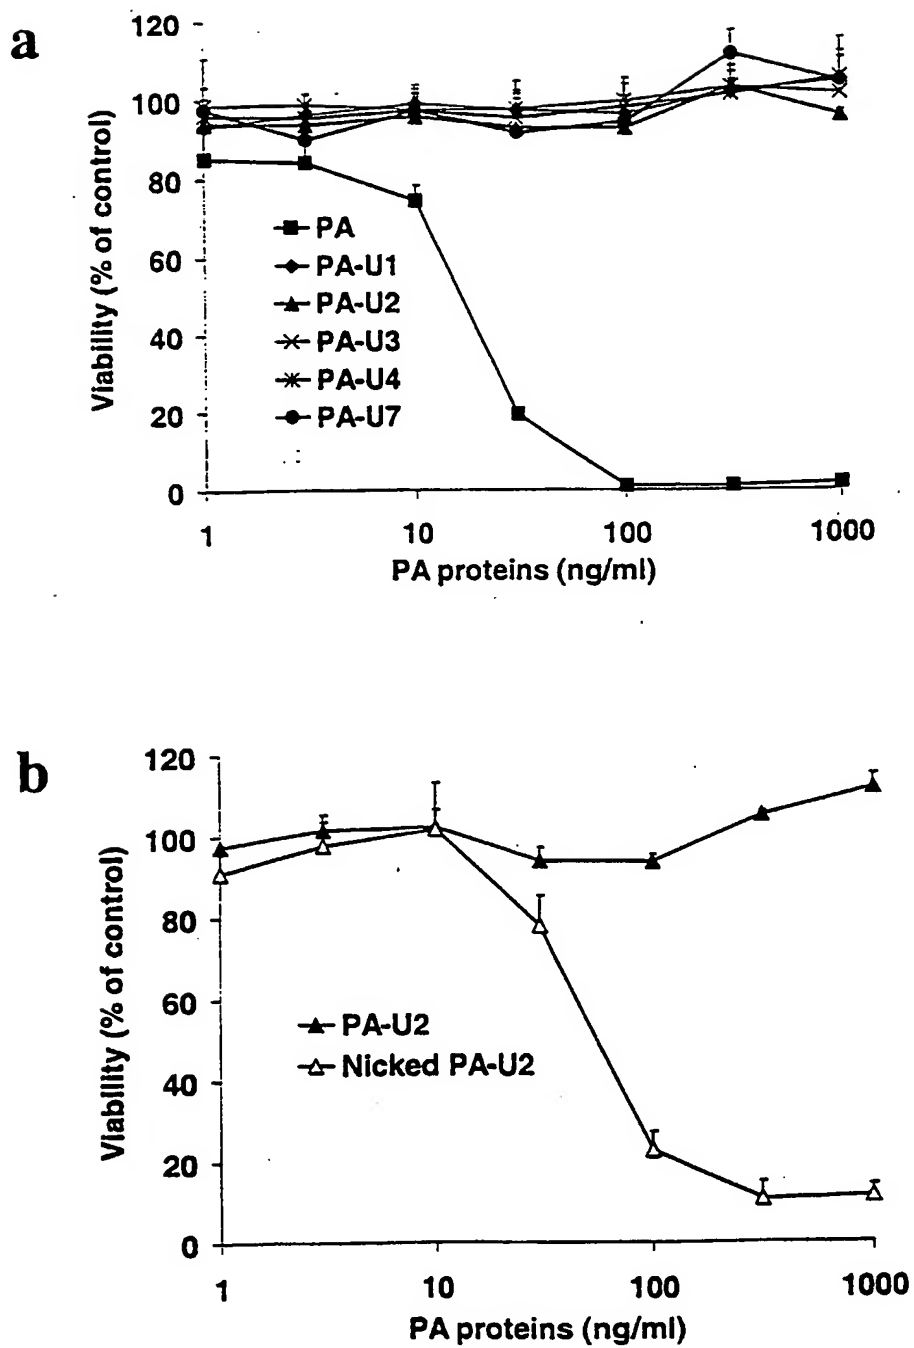 a
120
100
80
60
40
20
0
Viability (% of control)
PA
PA-U1
PA-U2
PA-U3
PA-U4
PA-U7
1
10
100
1000
PA proteins (ng/ml)
b
120
100
80
60
40
20
0
Viability (% of control)
PA-U2
Nicked PA-U2
1
10
100
1000
PA proteins (ng/ml)